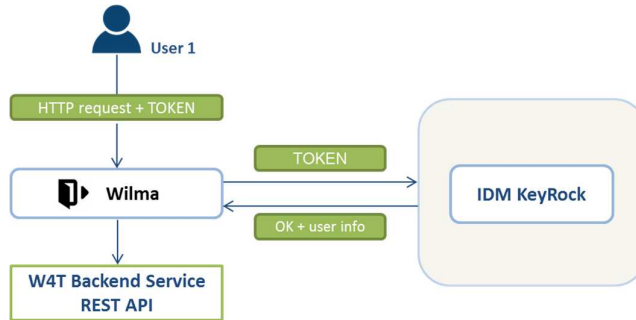 User 1
HTTP request + TOKEN
TOKEN
Wilma
IDM KeyRock
OK + user info
W4T Backend Service
REST API